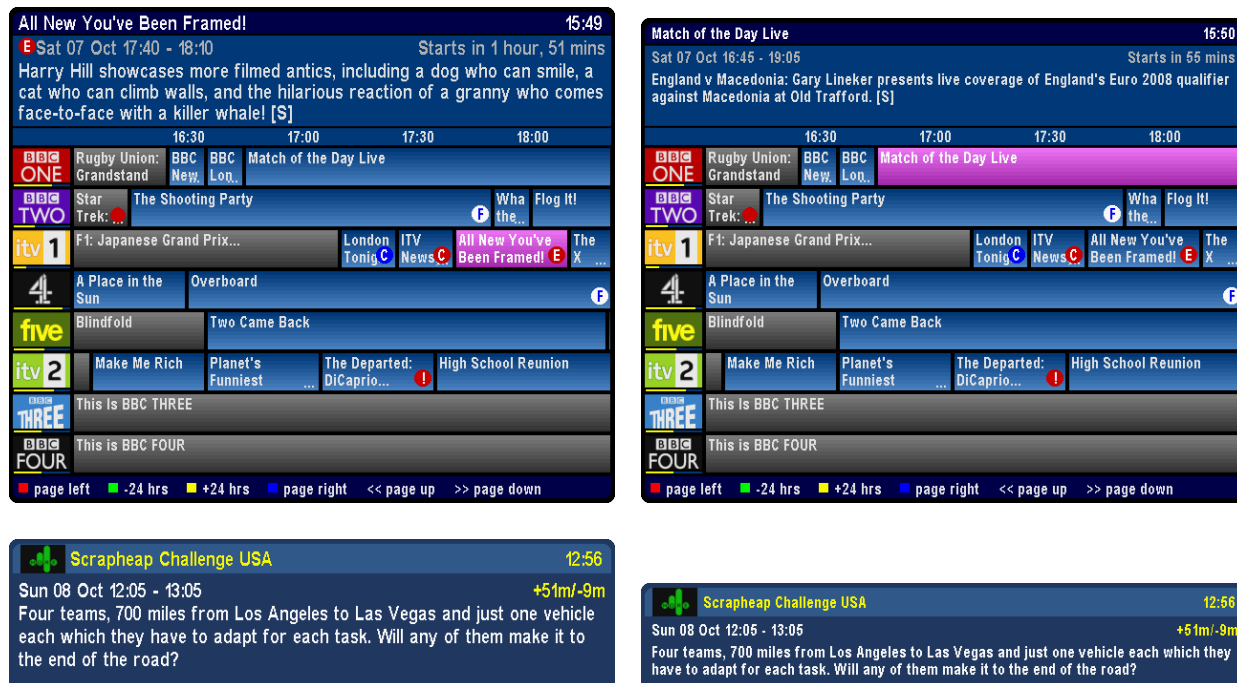 All New You've Been Framed! 15:49
E Sat 07 Oct 17:40 - 18:10 Starts in 1 hour, 51 mins
Harry Hill showcases more filmed antics, including a dog who can smile, a
cat who can climb walls, and the hilarious reaction of a granny who comes
face-to-face with a killer whale! [S]
16:30 17:00 17:30 18:00
BBC ONE Rugby Union: Grandstand BBC New.. BBC Lon.. Match of the Day Live
BBC TWO Star Trek: ... The Shooting Party F Wha the... Flog It!
itv 1 F1: Japanese Grand Prix... London Tonig C ITV News.. C All New You've Been Framed! E The X ...
4 A Place in the Sun Overboard F
five Blindfold Two Came Back
itv 2 Make Me Rich Planet's Funniest ... The Departed: DiCaprio... ! High School Reunion
BBC THREE This Is BBC THREE
BBC FOUR This is BBC FOUR
page left -24 hrs +24 hrs page right << page up >> page down
Match of the Day Live 15:50
Sat 07 Oct 16:45 - 19:05 Starts in 55 mins
England v Macedonia: Gary Lineker presents live coverage of England's Euro 2008 qualifier
against Macedonia at Old Trafford. [S]
16:30 17:00 17:30 18:00
BBC ONE Rugby Union: Grandstand BBC New.. BBC Lon.. Match of the Day Live
BBC TWO Star Trek: ... The Shooting Party F Wha the... Flog It!
itv 1 F1: Japanese Grand Prix... London Tonig C ITV News.. C All New You've Been Framed! E The X ...
4 A Place in the Sun Overboard F
five Blindfold Two Came Back
itv 2 Make Me Rich Planet's Funniest ... The Departed: DiCaprio... ! High School Reunion
BBC THREE This Is BBC THREE
BBC FOUR This is BBC FOUR
page left -24 hrs +24 hrs page right << page up >> page down
Scrapheap Challenge USA 12:56
Sun 08 Oct 12:05 - 13:05 +51m/-9m
Four teams, 700 miles from Los Angeles to Las Vegas and just one vehicle
each which they have to adapt for each task. Will any of them make it to
the end of the road?
Scrapheap Challenge USA 12:56
Sun 08 Oct 12:05 - 13:05 +51m/-9m
Four teams, 700 miles from Los Angeles to Las Vegas and just one vehicle each which they
have to adapt for each task. Will any of them make it to the end of the road?